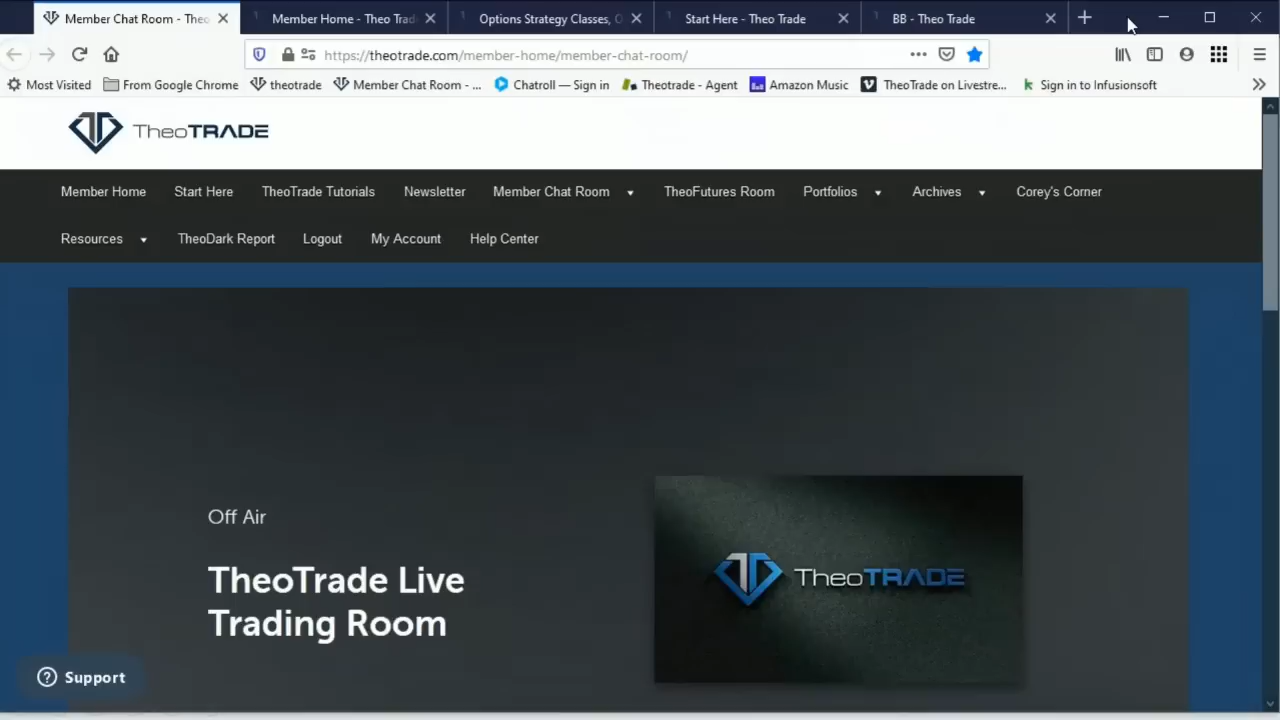 Member Chat Room - Theo
Member Home - Theo Trad
Options Strategy Classes, O
Start Here - Theo Trade
BB - Theo Trade
https://theotrade.com/member-home/member-chat-room/
Most Visited
From Google Chrome
theotrade
Member Chat Room - ...
Chatroll — Sign in
Theotrade - Agent
Amazon Music
TheoTrade on Livestre...
Sign in to Infusionsoft
TheoTRADE
Member Home
Start Here
TheoTrade Tutorials
Newsletter
Member Chat Room
TheoFutures Room
Portfolios
Archives
Corey's Corner
Resources
TheoDark Report
Logout
My Account
Help Center
Off Air
TheoTrade Live
Trading Room
TheoTRADE
Support